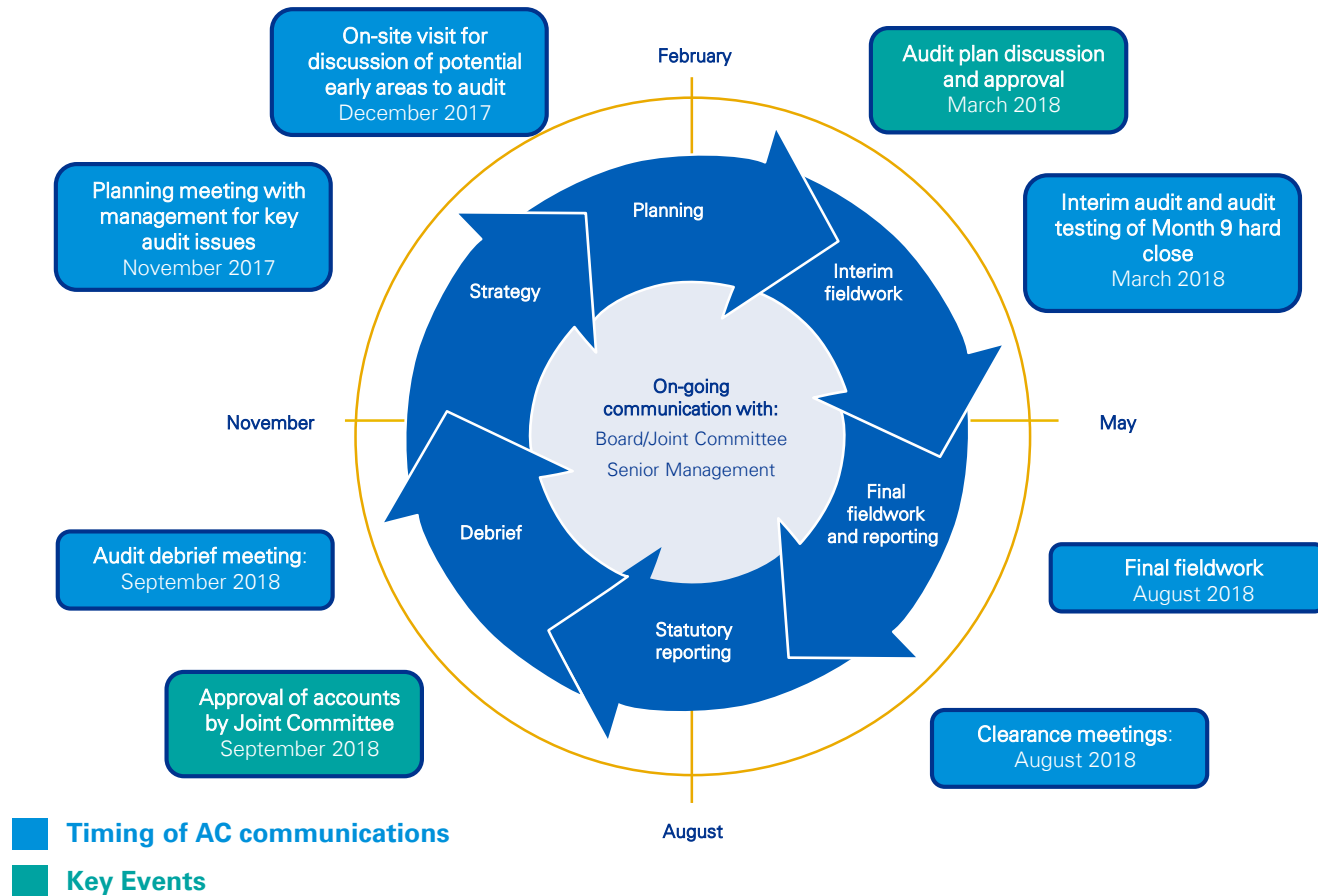 On-site visit for
discussion of potential
early areas to audit
December 2017
February
Audit plan discussion
and approval
March 2018
Planning meeting with
management for key
audit issues
November 2017
Planning
Interim audit and audit
testing of Month 9 hard
close
March 2018
Strategy
Interim
fieldwork
On-going
communication with:
Board/Joint Committee
Senior Management
November
May
Final
fieldwork
and reporting
Debrief
Audit debrief meeting:
September 2018
Final fieldwork
August 2018
Statutory
reporting
Approval of accounts
by Joint Committee
September 2018
Clearance meetings:
August 2018
August
Timing of AC communications
Key Events